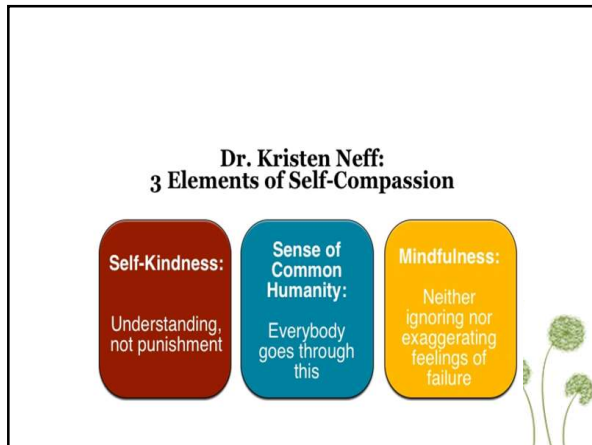 Dr. Kristen Neff:
3 Elements of Self-Compassion
Self-Kindness:
Understanding,
not punishment
Sense of
Common
Humanity:
Everybody
goes through
this
Mindfulness:
Neither
ignoring nor
exaggerating
feelings of
failure